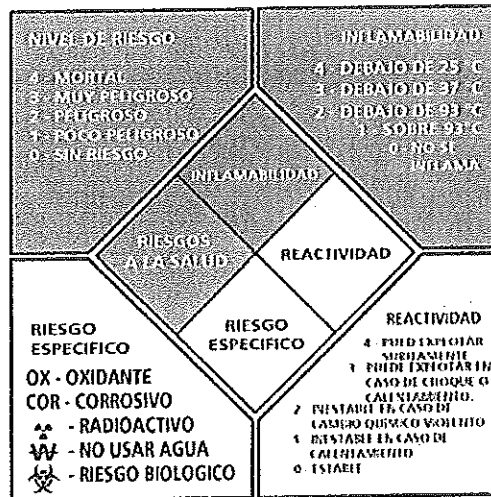 NIVEL DE RIESGO
4 - MORTAL
3 - MUY PELIGROSO
2 - PELIGROSO
1 - POCO PELIGROSO
0 - SIN RIESGO
INFLAMABILIDAD
4 - DEBAJO DE 25 °C
3 - DEBAJO DE 37 °C
2 - DEBAJO DE 93 °C
1 - SOBRE 93 °C
0 - NO SE
INFLAMA
INFLAMABILIDAD
RIESGOS
A LA SALUD
REACTIVIDAD
RIESGO
ESPECIFICO
RIESGO
ESPECIFICO
OX - OXIDANTE
COR - CORROSIVO
- RADIOACTIVO
W - NO USAR AGUA
- RIESGO BIOLOGICO
REACTIVIDAD
4 - PUED EXPLOTAR
SUBITAMENTE
3 - PUEDE EXPLOTAR EN
CASO DE CHOQUE O
CALENTAMIENTO.
2 - INESTABLE EN CASO DE
CAMBIO QUIMICO VIOLENTO
1 - INESTABLE EN CASO DE
CALENTAMIENTO
0 - ESTABLE